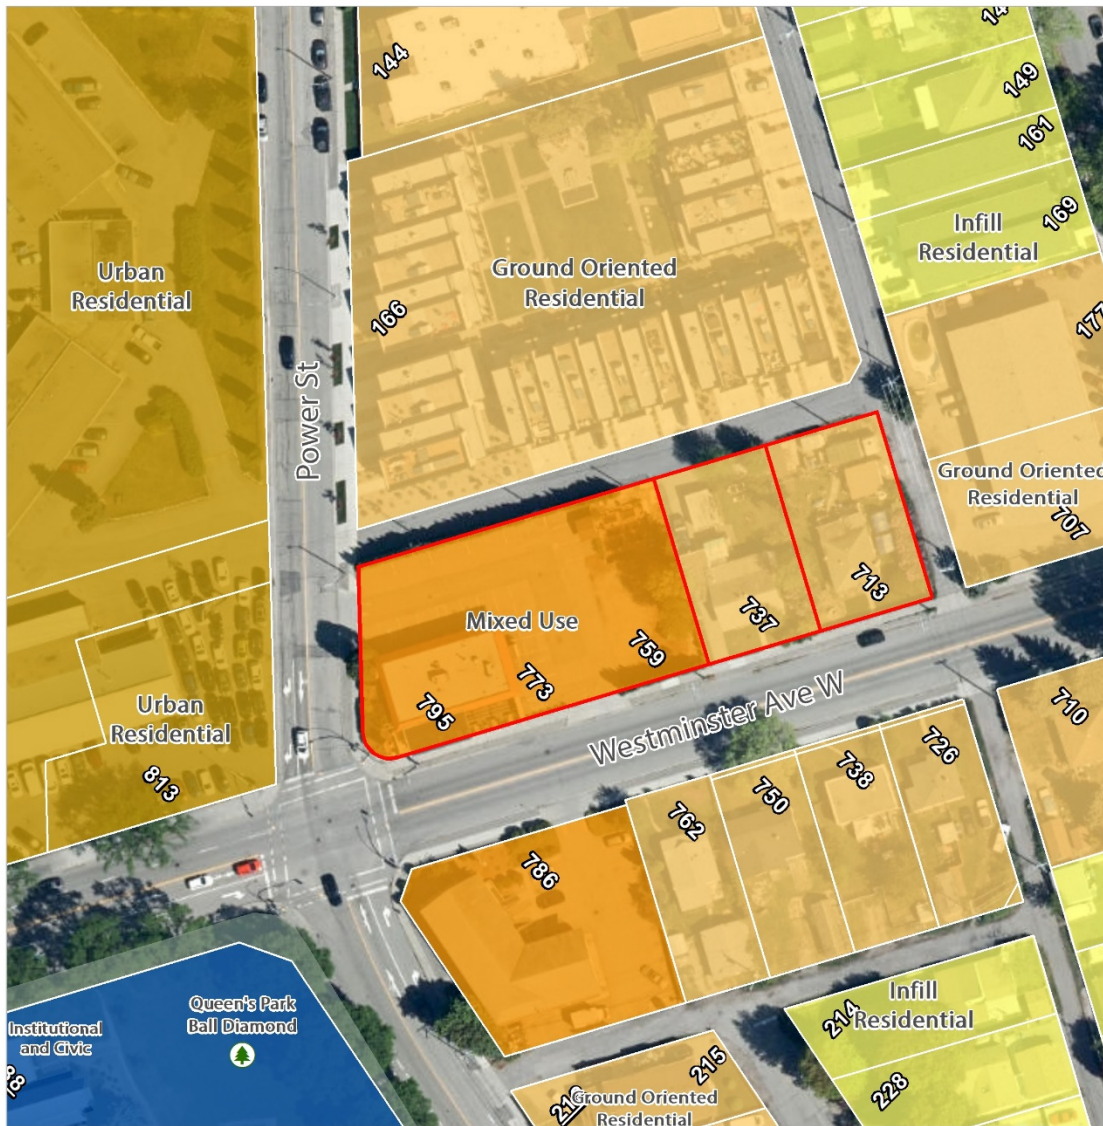 144
14
149
161
169
Infill
Residential
Urban
Residential
Ground Oriented
Residential
166
177
Power St
Ground Oriented
Residential
707
713
737
Mixed Use
759
773
795
Urban
Residential
813
Westminster Ave W
710
726
738
750
762
786
Queen's Park
Ball Diamond
Institutional
and Civic
Infill
Residential
214
228
215
Ground Oriented
Residential